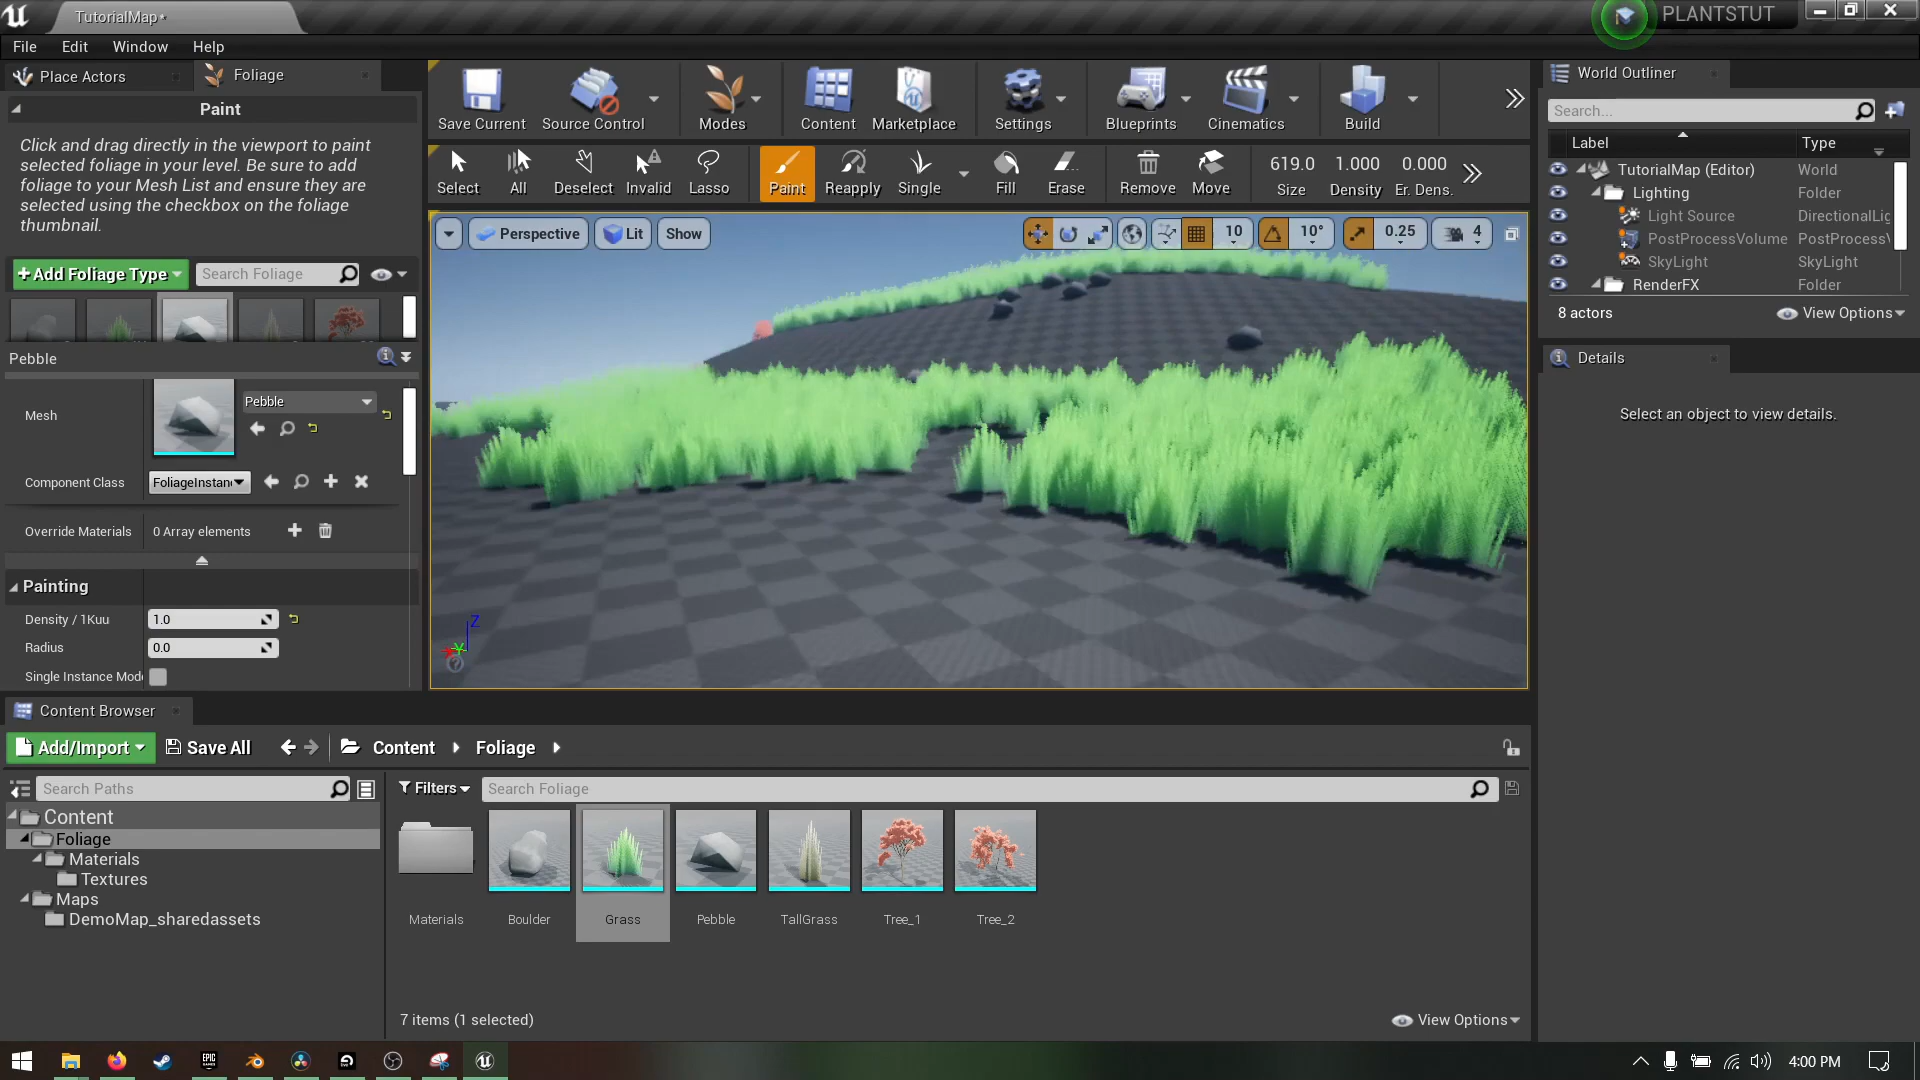 TutorialMap*
PLANTSTUT
File Edit Window Help
Place Actors
Foliage
Paint
Click and drag directly in the viewport to paint
selected foliage in your level. Be sure to add
foliage to your Mesh List and ensure they are
selected using the checkbox on the foliage
thumbnail.
+Add Foliage Type
Search Foliage
Pebble
Mesh
Pebble
Component Class
FoliageInstanc
Override Materials
0 Array elements
Painting
Density / 1Kuu
1.0
Radius
0.0
Single Instance Mod
Save Current
Source Control
Modes
Content
Marketplace
Settings
Blueprints
Cinematics
Build
Select
All
Deselect
Invalid
Lasso
Paint
Reapply
Single
Fill
Erase
Remove
Move
619.0
Size
1.000
Density
0.000
Er. Dens.
Perspective
Lit
Show
10
10°
0.25
4
Z
World Outliner
Search...
Label
Type
TutorialMap (Editor)
World
Lighting
Folder
Light Source
DirectionalLig
PostProcessVolume
PostProcessV
SkyLight
SkyLight
RenderFX
Folder
8 actors
View Options
Details
Select an object to view details.
Content Browser
Add/Import
Save All
Content
Foliage
Search Paths
Content
Foliage
Materials
Textures
Maps
DemoMap_sharedassets
Filters
Search Foliage
Materials
Boulder
Grass
Pebble
TallGrass
Tree_1
Tree_2
7 items (1 selected)
View Options
EPIC
GAMES
4:00 PM